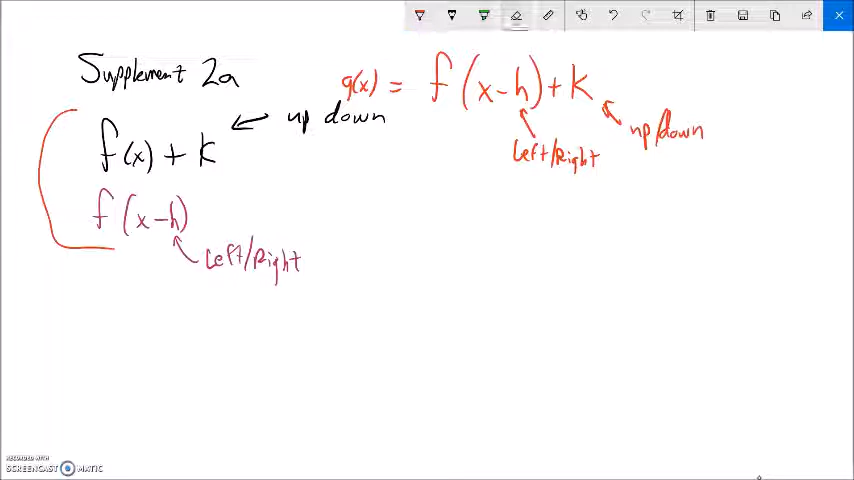 Supplement 2a
g(x) = f(x-h)+k
up down
up/down
Left/Right
f(x) + k
f(x-h)
Left/Right
RECORDED WITH
SCREENCAST MATIC